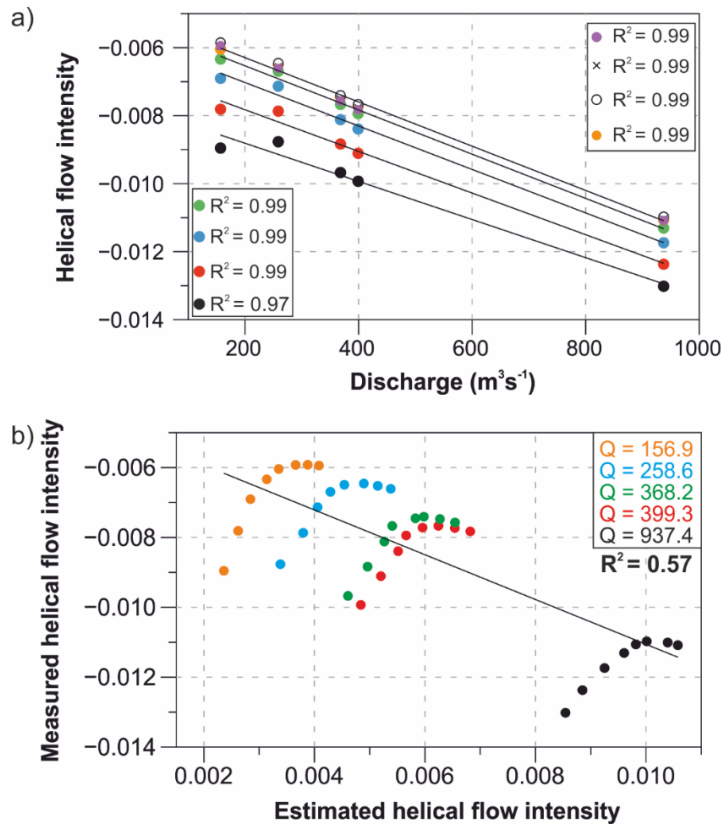 a)
Helical flow intensity
−0.006
−0.008
−0.010
−0.012
−0.014
R² = 0.99
R² = 0.99
R² = 0.99
R² = 0.99
R² = 0.99
R² = 0.99
R² = 0.99
R² = 0.97
200
400
600
800
1000
Discharge (m³s⁻¹)
b)
Measured helical flow intensity
−0.006
−0.008
−0.010
−0.012
−0.014
Q = 156.9
Q = 258.6
Q = 368.2
Q = 399.3
Q = 937.4
R² = 0.57
0.002
0.004
0.006
0.008
0.010
Estimated helical flow intensity